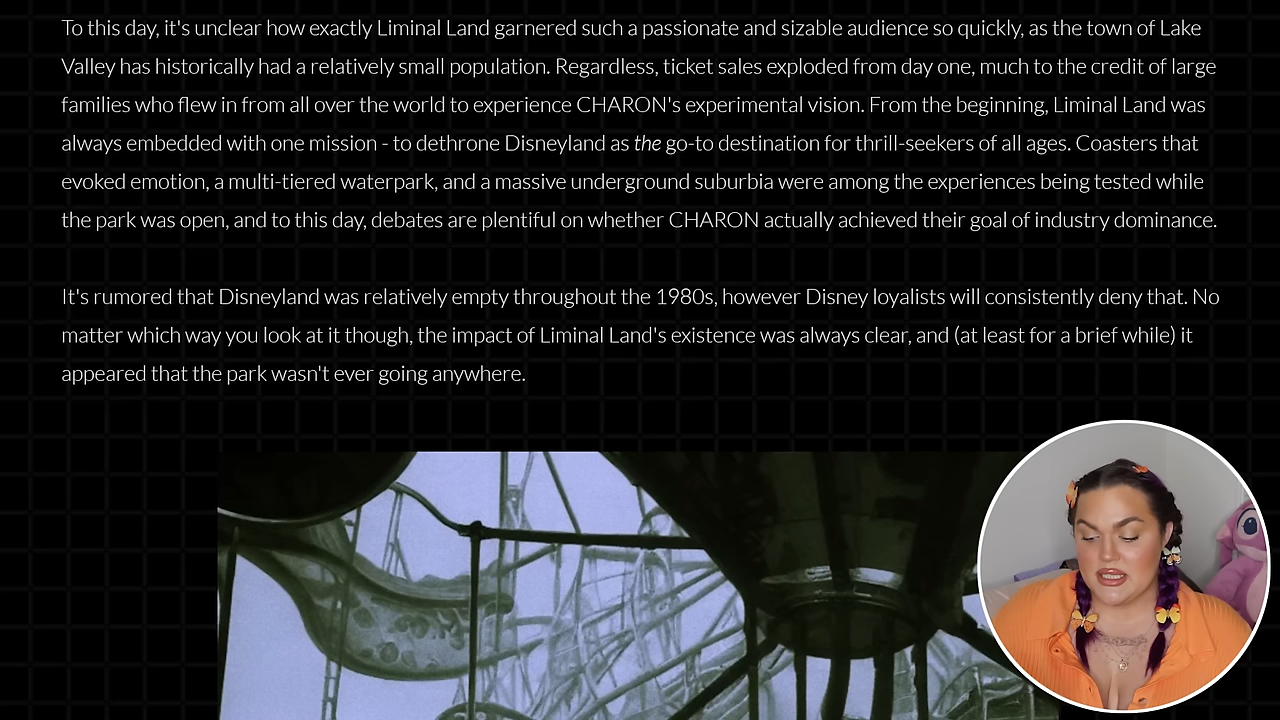 To this day, it's unclear how exactly Liminal Land garnered such a passionate and sizable audience so quickly, as the town of Lake
Valley has historically had a relatively small population. Regardless, ticket sales exploded from day one, much to the credit of large
families who flew in from all over the world to experience CHARON's experimental vision. From the beginning, Liminal Land was
always embedded with one mission - to dethrone Disneyland as the go-to destination for thrill-seekers of all ages. Coasters that
evoked emotion, a multi-tiered waterpark, and a massive underground suburbia were among the experiences being tested while
the park was open, and to this day, debates are plentiful on whether CHARON actually achieved their goal of industry dominance.
It's rumored that Disneyland was relatively empty throughout the 1980s, however Disney loyalists will consistently deny that. No
matter which way you look at it though, the impact of Liminal Land's existence was always clear, and (at least for a brief while) it
appeared that the park wasn't ever going anywhere.